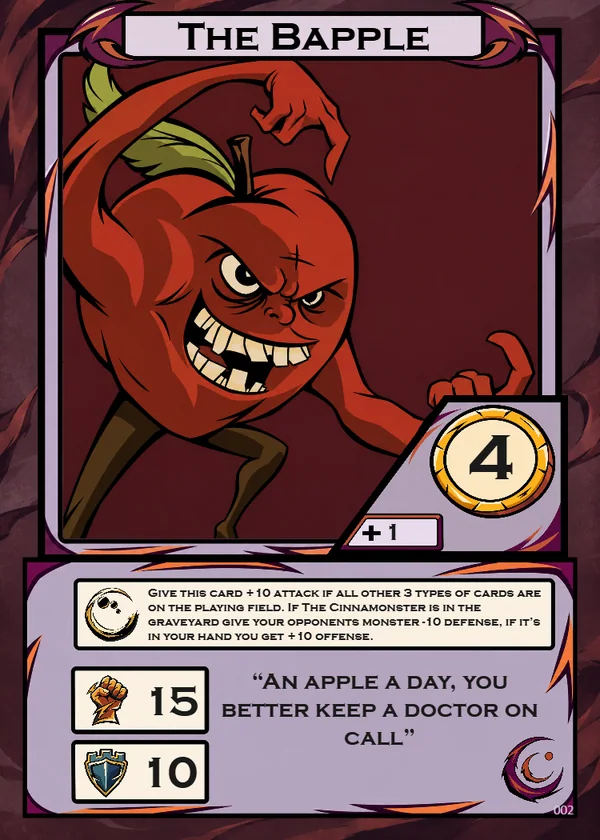 The Bapple
4
+ 1
Give this card +10 attack if all other 3 types of cards are
on the playing field. If The Cinnamonster is in the
graveyard give your opponents monster -10 defense, if it's
in your hand you get +10 offense.
15
"An apple a day, you
better keep a doctor on
call"
10
002